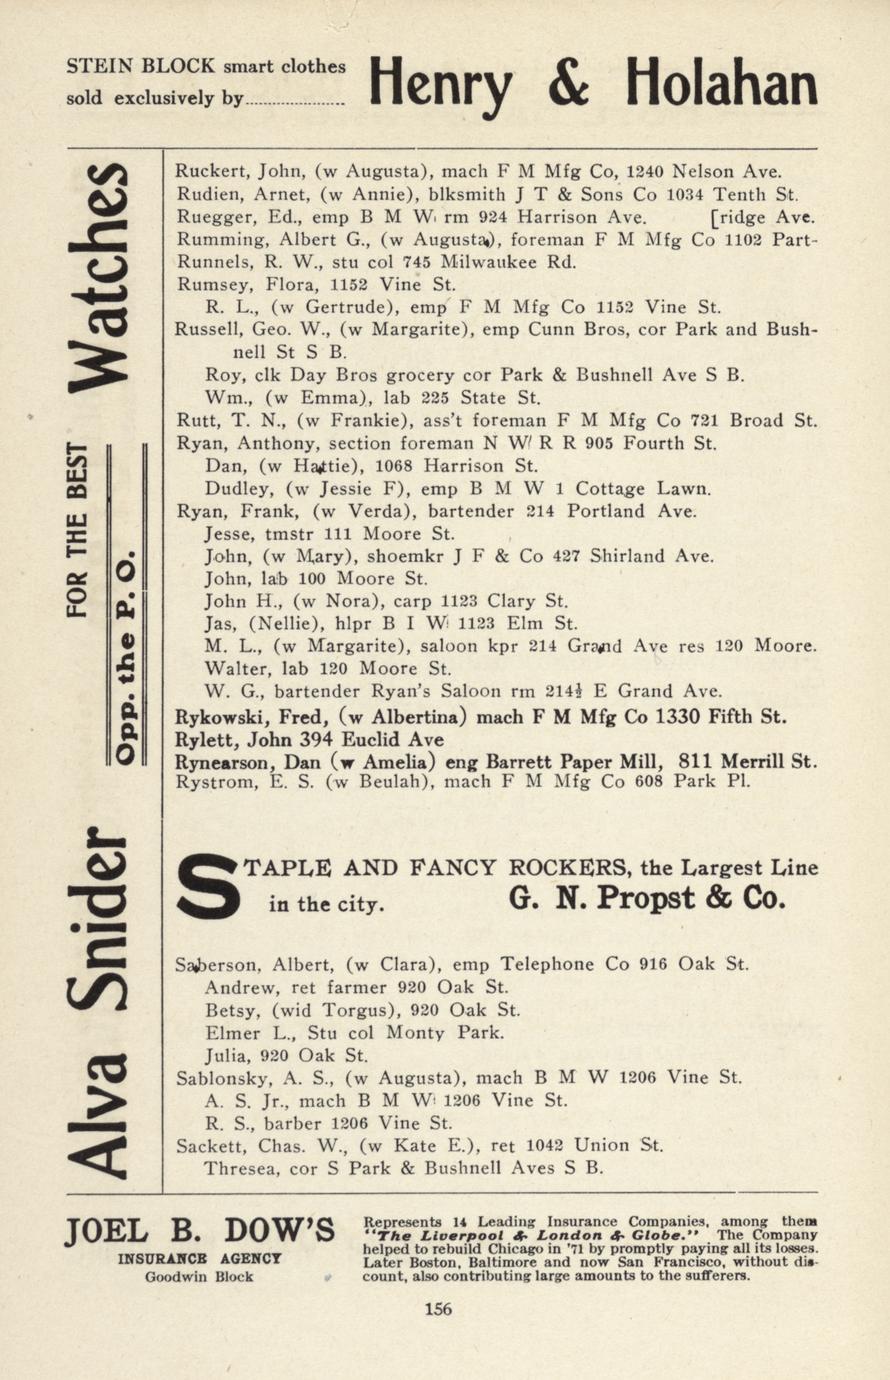 STEIN BLOCK smart clothes
sold exclusively by......................
Henry & Holahan
Alva Snider FOR THE BEST Watches
Opp. the P. O.
Ruckert, John, (w Augusta), mach F M Mfg Co, 1240 Nelson Ave.
Rudien, Arnet, (w Annie), blksmith J T & Sons Co 1034 Tenth St.
Ruegger, Ed., emp B M W rm 924 Harrison Ave. [ridge Ave.
Rumming, Albert G., (w Augusta), foreman F M Mfg Co 1102 Part-
Runnels, R. W., stu col 745 Milwaukee Rd.
Rumsey, Flora, 1152 Vine St.
R. L., (w Gertrude), emp F M Mfg Co 1152 Vine St.
Russell, Geo. W., (w Margarite), emp Cunn Bros, cor Park and Bush-
nell St S B.
Roy, clk Day Bros grocery cor Park & Bushnell Ave S B.
Wm., (w Emma), lab 225 State St.
Rutt, T. N., (w Frankie), ass't foreman F M Mfg Co 721 Broad St.
Ryan, Anthony, section foreman N W R R 905 Fourth St.
Dan, (w Hattie), 1068 Harrison St.
Dudley, (w Jessie F), emp B M W 1 Cottage Lawn.
Ryan, Frank, (w Verda), bartender 214 Portland Ave.
Jesse, tmstr 111 Moore St.
John, (w Mary), shoemkr J F & Co 427 Shirland Ave.
John, lab 100 Moore St.
John H., (w Nora), carp 1123 Clary St.
Jas, (Nellie), hlpr B I W 1123 Elm St.
M. L., (w Margarite), saloon kpr 214 Grand Ave res 120 Moore.
Walter, lab 120 Moore St.
W. G., bartender Ryan's Saloon rm 214½ E Grand Ave.
Rykowski, Fred, (w Albertina) mach F M Mfg Co 1330 Fifth St.
Rylett, John 394 Euclid Ave
Rynearson, Dan (w Amelia) eng Barrett Paper Mill, 811 Merrill St.
Rystrom, E. S. (w Beulah), mach F M Mfg Co 608 Park Pl.
STAPLE AND FANCY ROCKERS, the Largest Line
in the city. G. N. Propst & Co.
Saberson, Albert, (w Clara), emp Telephone Co 916 Oak St.
Andrew, ret farmer 920 Oak St.
Betsy, (wid Torgus), 920 Oak St.
Elmer L., Stu col Monty Park.
Julia, 920 Oak St.
Sablonsky, A. S., (w Augusta), mach B M W 1206 Vine St.
A. S. Jr., mach B M W 1206 Vine St.
R. S., barber 1206 Vine St.
Sackett, Chas. W., (w Kate E.), ret 1042 Union St.
Thresea, cor S Park & Bushnell Aves S B.
JOEL B. DOW'S
INSURANCE AGENCY
Goodwin Block
Represents 14 Leading Insurance Companies, among them
"The Liverpool & London & Globe." The Company
helped to rebuild Chicago in '71 by promptly paying all its losses.
Later Boston, Baltimore and now San Francisco, without dis-
count, also contributing large amounts to the sufferers.
156